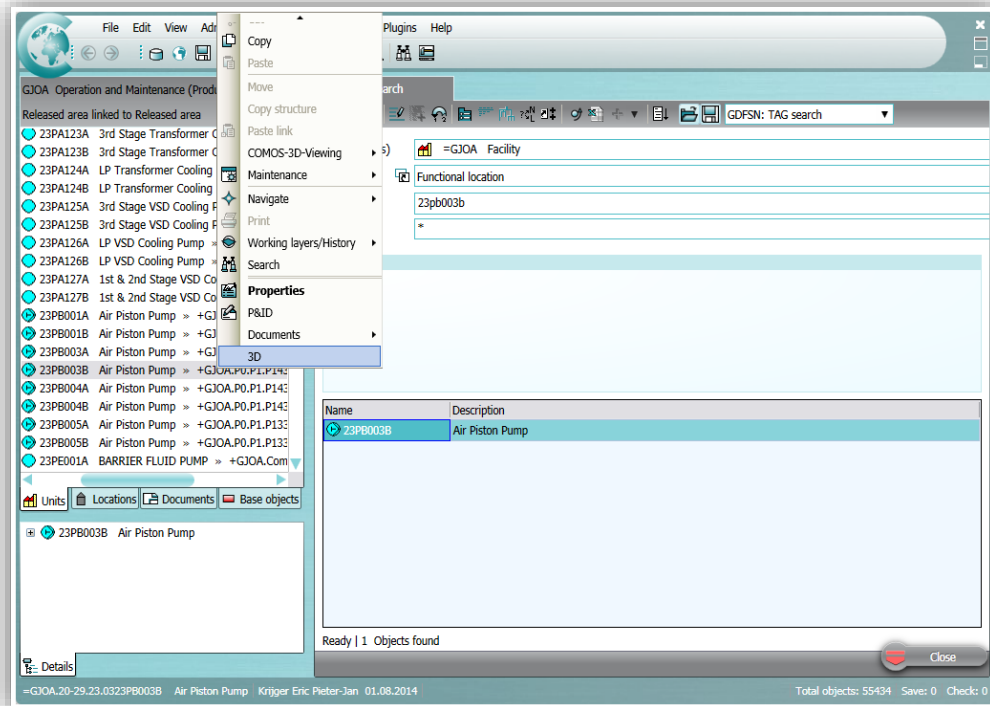 File Edit View Adr
Plugins Help
GJOA Operation and Maintenance (Produ
arch
Released area linked to Released area
GDFSN: TAG search
23PA123A 3rd Stage Transformer C
23PA123B 3rd Stage Transformer C
23PA124A LP Transformer Cooling
23PA124B LP Transformer Cooling
23PA125A 3rd Stage VSD Cooling P
23PA125B 3rd Stage VSD Cooling P
23PA126A LP VSD Cooling Pump »
23PA126B LP VSD Cooling Pump »
23PA127A 1st & 2nd Stage VSD Co
23PA127B 1st & 2nd Stage VSD Co
23PB001A Air Piston Pump » +GJ
23PB001B Air Piston Pump » +GJ
23PB003A Air Piston Pump » +GJ
23PB003B Air Piston Pump » +GJOA.P0.P1.P143
23PB004A Air Piston Pump » +GJOA.P0.P1.P143
23PB004B Air Piston Pump » +GJOA.P0.P1.P143
23PB005A Air Piston Pump » +GJOA.P0.P1.P133
23PB005B Air Piston Pump » +GJOA.P0.P1.P133
23PE001A BARRIER FLUID PUMP » +GJOA.Com
Units Locations Documents Base objects
23PB003B Air Piston Pump
Details
Copy
Paste
Move
Copy structure
Paste link
COMOS-3D-Viewing
Maintenance
Navigate
Print
Working layers/History
Search
Properties
P&ID
Documents
3D
s) =GJOA Facility
Functional location
23pb003b
*
Name Description
23PB003B Air Piston Pump
Ready | 1 Objects found
Close
=GJOA.20-29.23.0323PB003B Air Piston Pump Krijger Eric Pieter-Jan 01.08.2014
Total objects: 55434 Save: 0 Check: 0